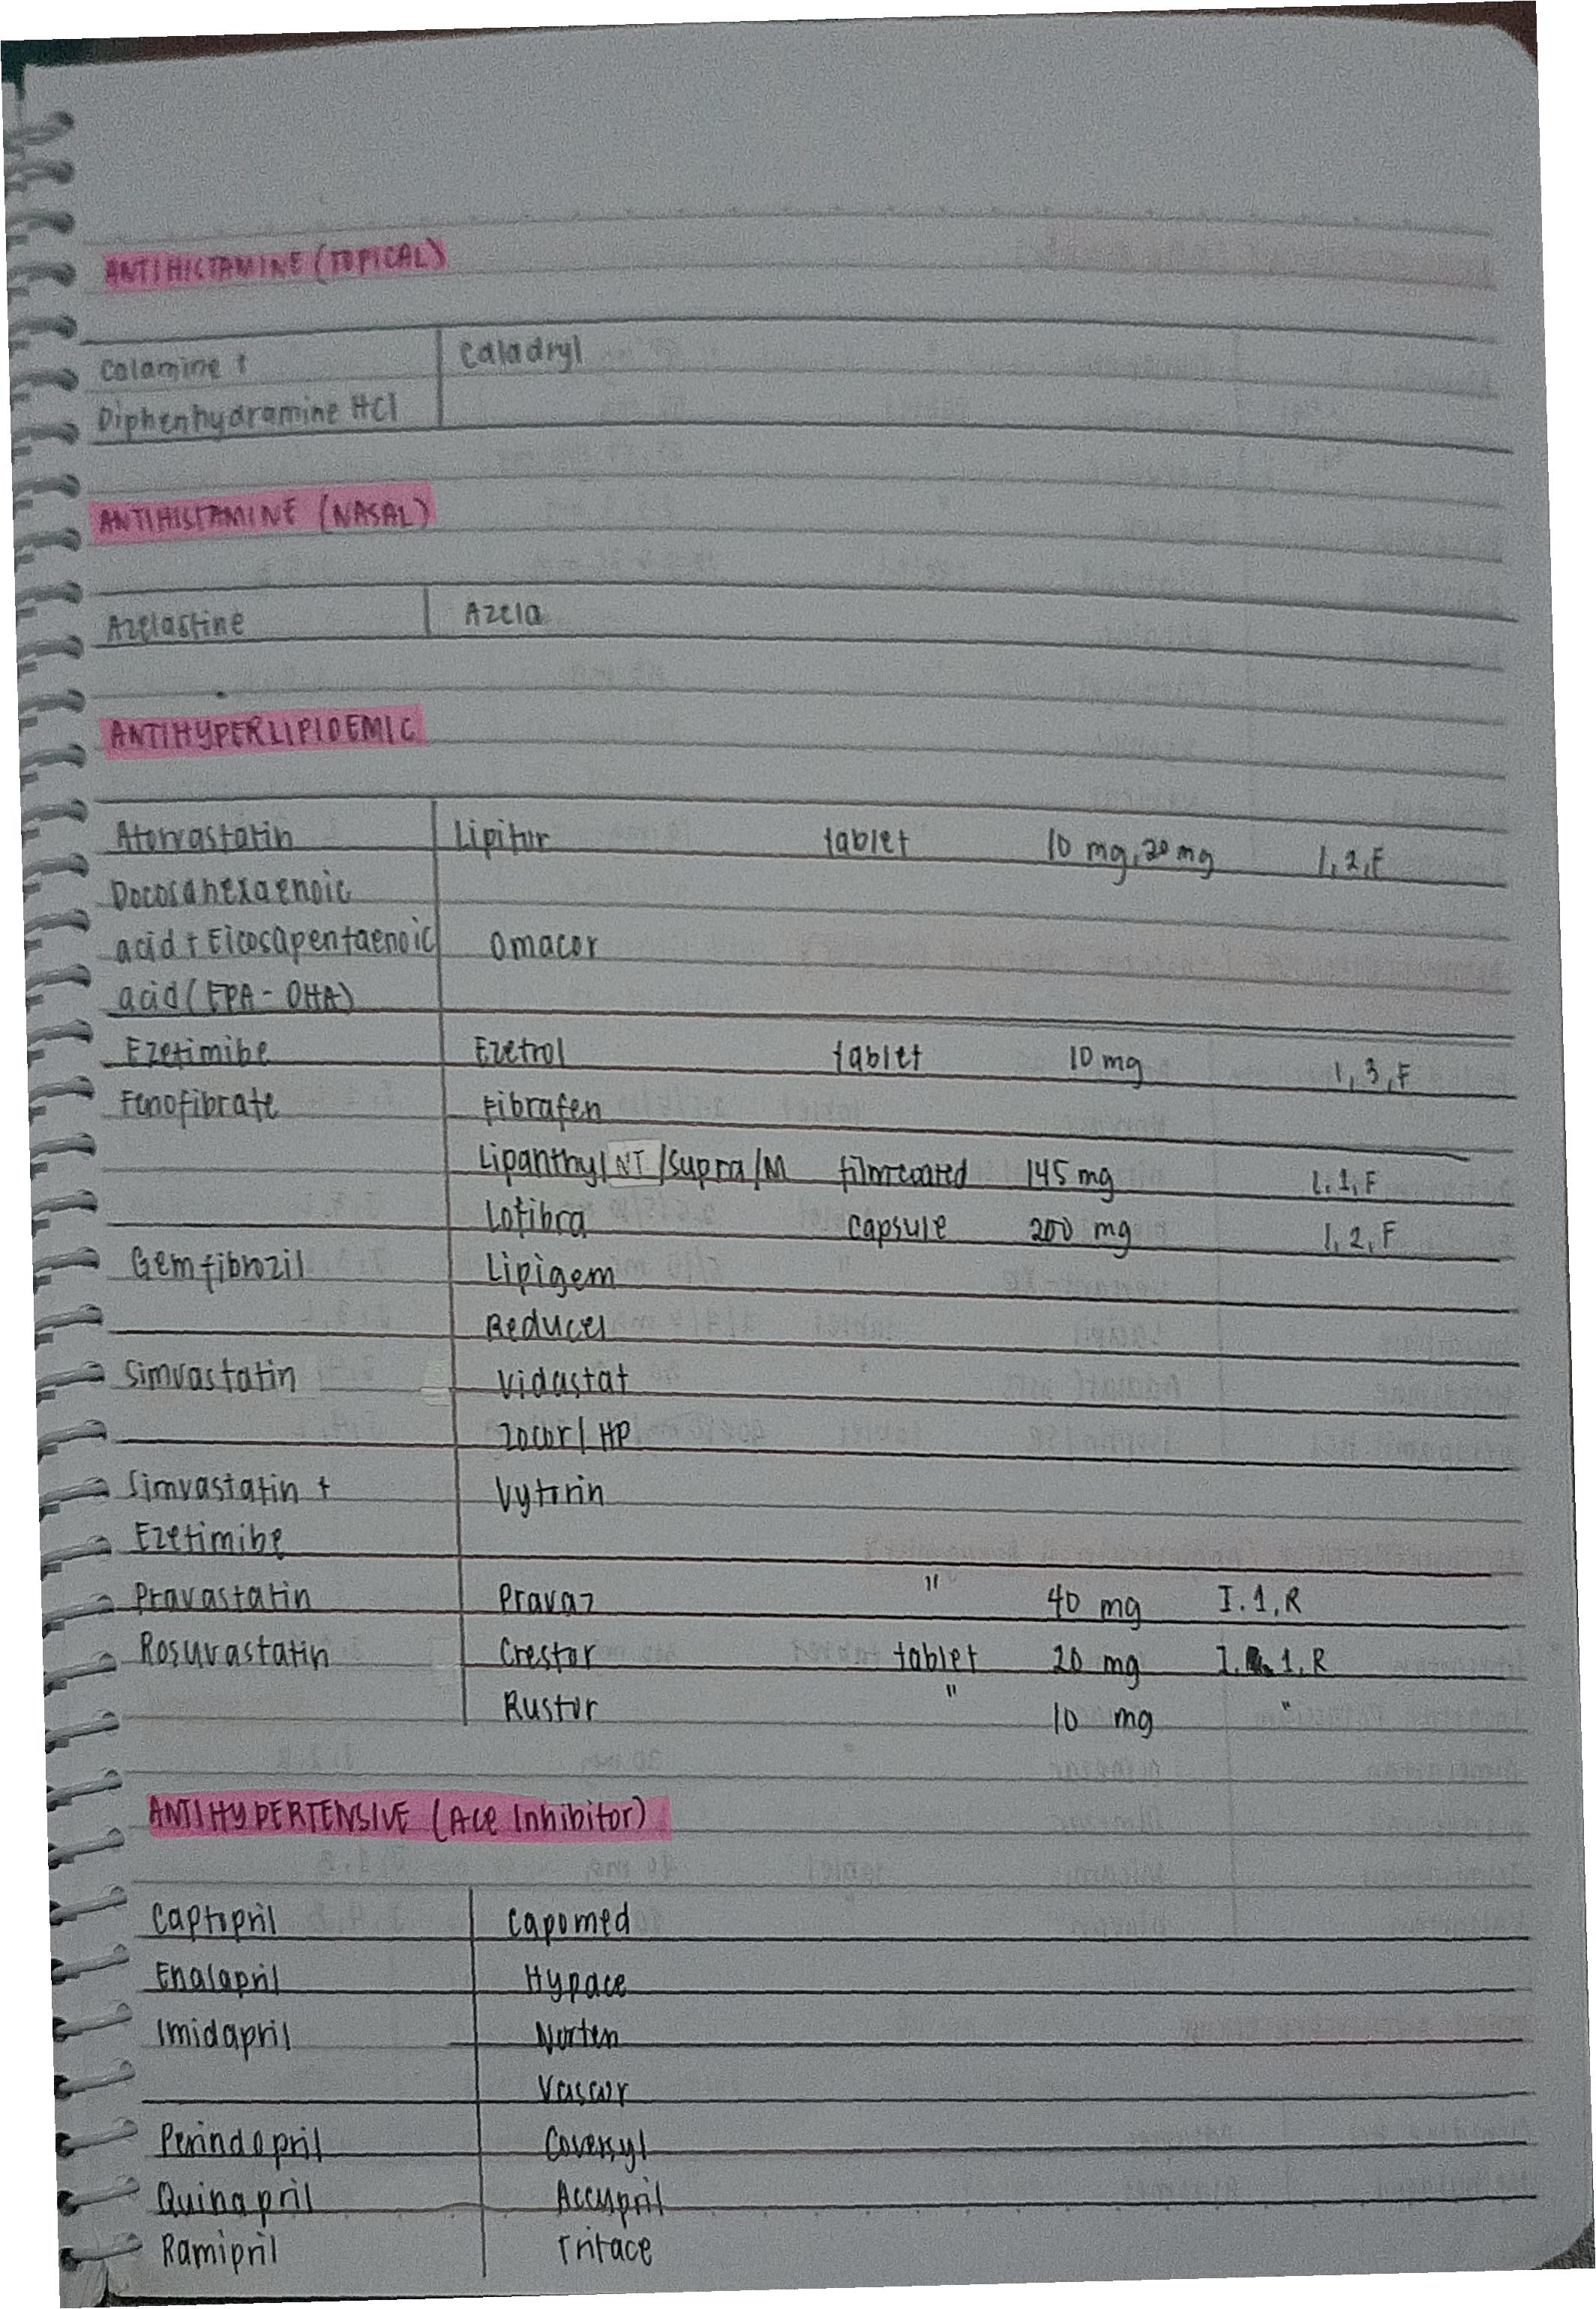 ANTIHISTAMINE (TOPICAL)
Calamine + Caladryl
Diphenhydramine HCl
ANTIHISTAMINE (NASAL)
Azelastine Azela
ANTIHYPERLIPIDEMIC
Atorvastatin Lipitor tablet 10 mg, 20 mg 1, 2, F
Docosahexaenoic
acid + Eicosapentaenoic Omacor
acid (EPA - DHA)
Ezetimibe Ezetrol tablet 10 mg 1, 3, F
Fenofibrate Fibrafen
Lipanthyl NT /Supra/M filmcoated 145 mg 1, 1, F
Lofibra capsule 200 mg 1, 2, F
Gemfibrozil Lipigem
Reducel
Simvastatin Vidastat
Zocor / HP
Simvastatin + Vytorin
Ezetimibe
Pravastatin Pravaz " 40 mg I. 1, R
Rosuvastatin Crestor tablet 20 mg I. 1, R
Rustor " 10 mg "
ANTIHYPERTENSIVE (Ace Inhibitor)
Captopril Capomed
Enalapril Hypace
Imidapril Norten
Vascor
Perindopril Coversyl
Quinapril Accupril
Ramipril Tritace